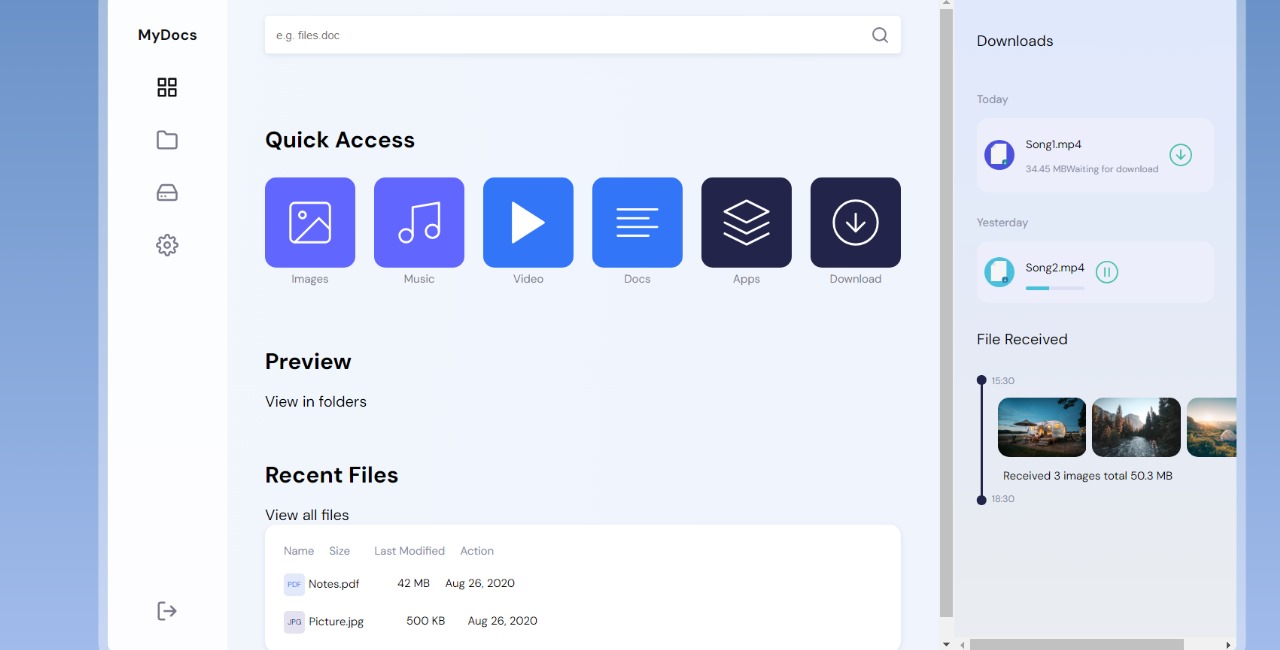 MyDocs
e.g. files.doc
Quick Access
Images Music Video Docs Apps Download
Preview
View in folders
Recent Files
View all files
Name Size Last Modified Action
PDF Notes.pdf 42 MB Aug 26, 2020
JPG Picture.jpg 500 KB Aug 26, 2020
Downloads
Today
Song1.mp4
34.45 MBWaiting for download
Yesterday
Song2.mp4
File Received
15:30
Received 3 images total 50.3 MB
18:30